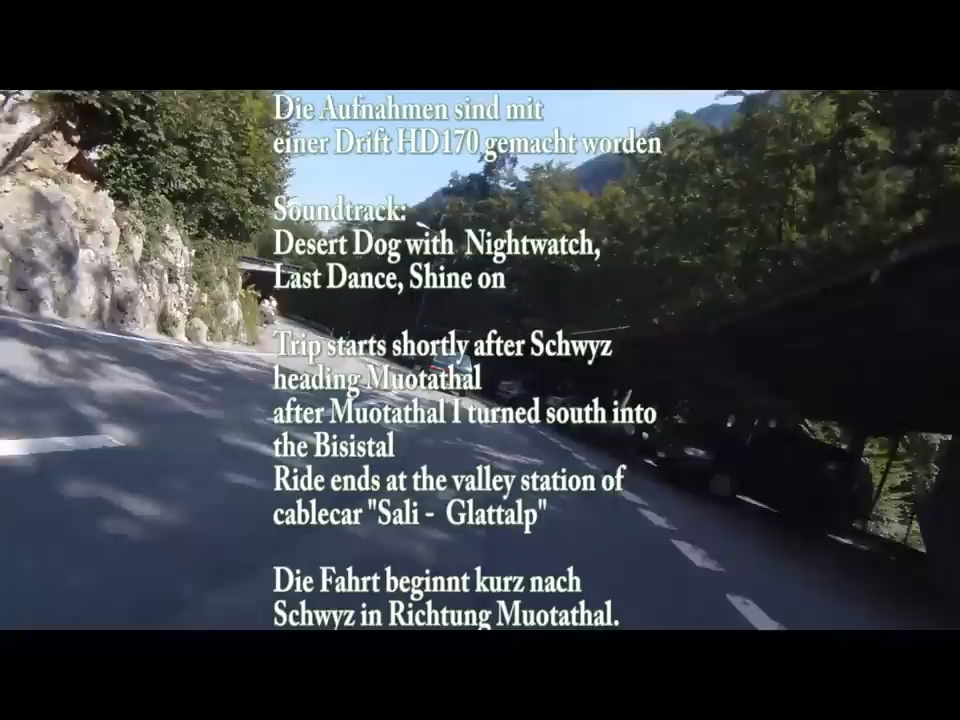 Die Aufnahmen sind mit
einer Drift HD170 gemacht worden
Soundtrack:
Desert Dog with Nightwatch,
Last Dance, Shine on
Trip starts shortly after Schwyz
heading Muotathal
after Muotathal I turned south into
the Bisistal
Ride ends at the valley station of
cablecar "Sali - Glattalp"
Die Fahrt beginnt kurz nach
Schwyz in Richtung Muotathal.